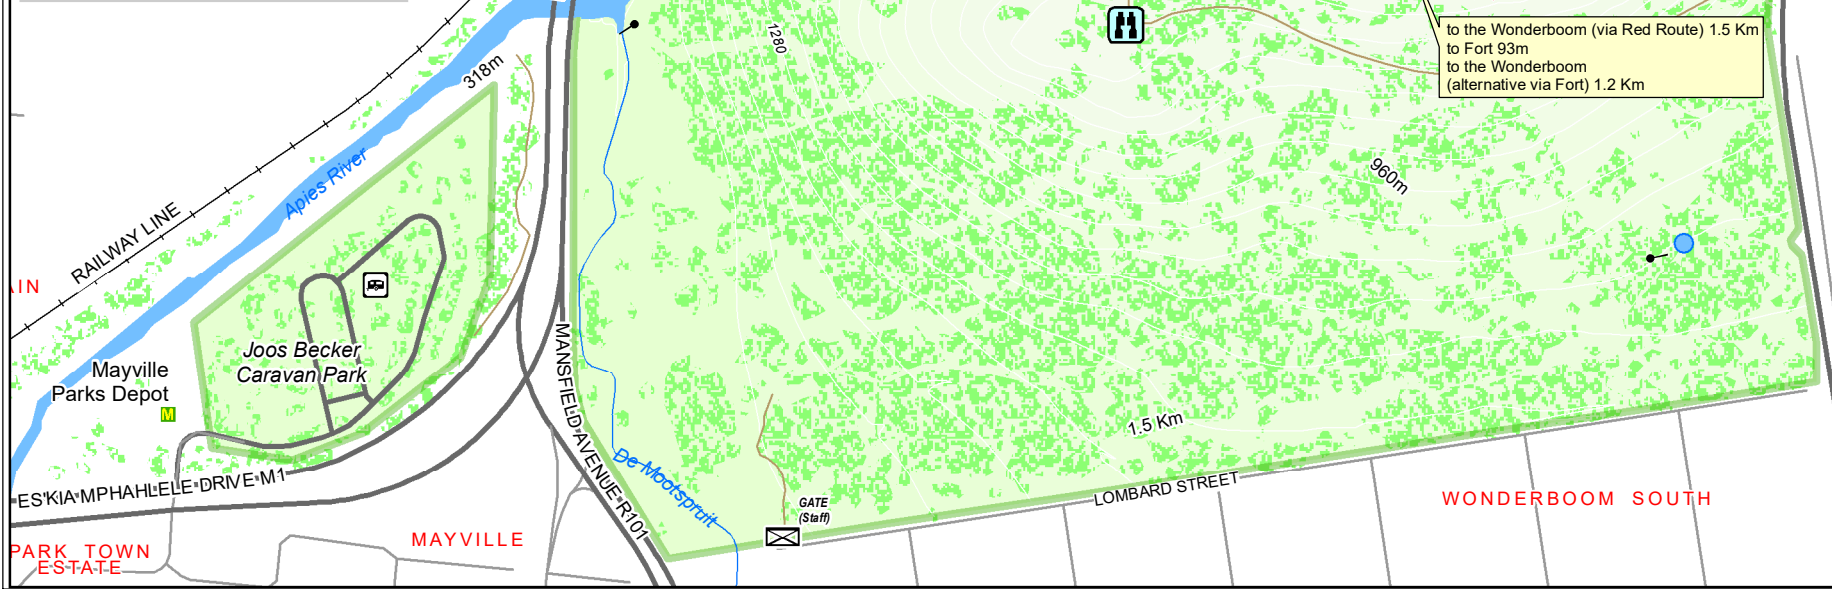 to the Wonderboom (via Red Route) 1.5 Km
to Fort 93m
to the Wonderboom
(alternative via Fort) 1.2 Km
1280
318m
960m
Apies River
RAILWAY LINE
AIN
Joos Becker
Caravan Park
Mayville
Parks Depot
M
MANSFIELD AVENUE R101
1.5 Km
De Mootspruit
ES'KIA MPHAHLELE DRIVE M1
GATE
(Staff)
LOMBARD STREET
WONDERBOOM SOUTH
MAYVILLE
PARK TOWN
ESTATE